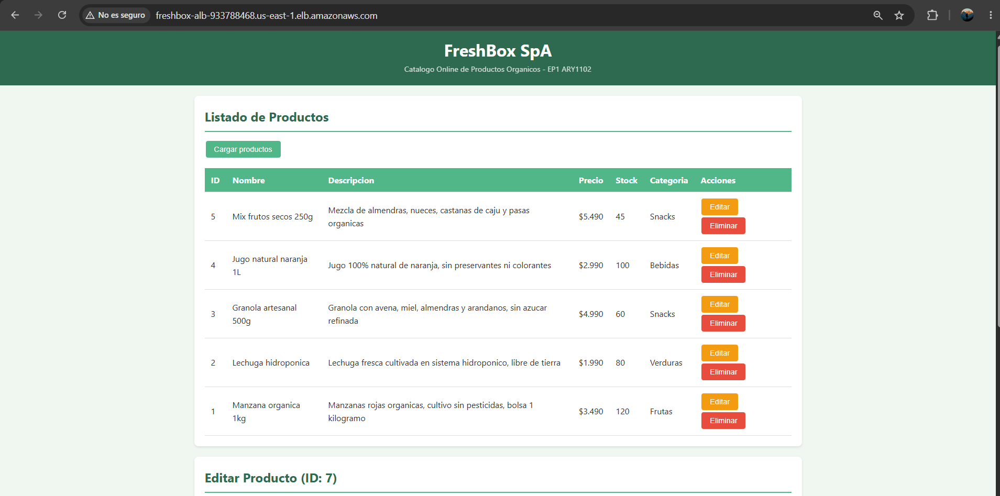 No es seguro
freshbox-alb-933788468.us-east-1.elb.amazonaws.com
FreshBox SpA
Catalogo Online de Productos Organicos - EP1 ARY1102
Listado de Productos
Cargar productos
ID Nombre Descripcion Precio Stock Categoria Acciones
5 Mix frutos secos 250g Mezcla de almendras, nueces, castanas de caju y pasas
organicas $5.490 45 Snacks Editar
Eliminar
4 Jugo natural naranja
1L Jugo 100% natural de naranja, sin preservantes ni colorantes $2.990 100 Bebidas Editar
Eliminar
3 Granola artesanal
500g Granola con avena, miel, almendras y arandanos, sin azucar
refinada $4.990 60 Snacks Editar
Eliminar
2 Lechuga hidroponica Lechuga fresca cultivada en sistema hidroponico, libre de tierra $1.990 80 Verduras Editar
Eliminar
1 Manzana organica
1kg Manzanas rojas organicas, cultivo sin pesticidas, bolsa 1
kilogramo $3.490 120 Frutas Editar
Eliminar
Editar Producto (ID: 7)